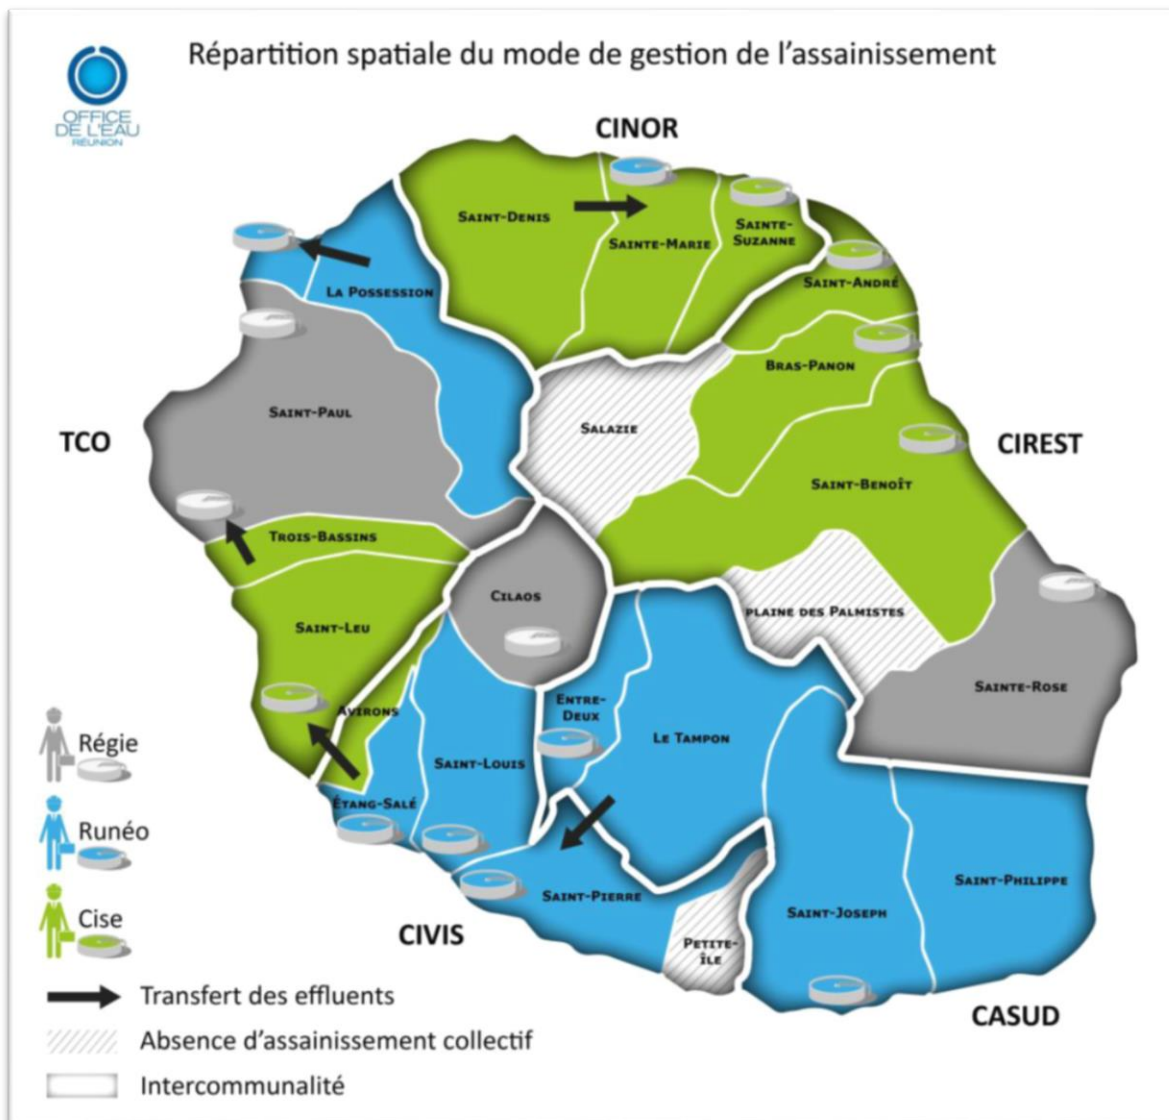 Répartition spatiale du mode de gestion de l'assainissement
OFFICE
DE L'EAU
RÉUNION
CINOR
SAINT-DENIS
SAINTE-MARIE
SAINTE-
SUZANNE
SAINT-ANDRÉ
LA POSSESSION
BRAS-PANON
SAINT-PAUL
SALAZIE
TCO
CIREST
SAINT-BENOÎT
TROIS-BASSINS
CILAOS
PLAINE DES PALMISTES
SAINT-LEU
SAINTE-ROSE
AVIRONS
ENTRE-
DEUX
LE TAMPON
SAINT-LOUIS
ÉTANG-SALÉ
SAINT-PIERRE
SAINT-PHILIPPE
SAINT-JOSEPH
PETITE-
ÎLE
CIVIS
CASUD
Régie
Runéo
Cise
Transfert des effluents
Absence d'assainissement collectif
Intercommunalité